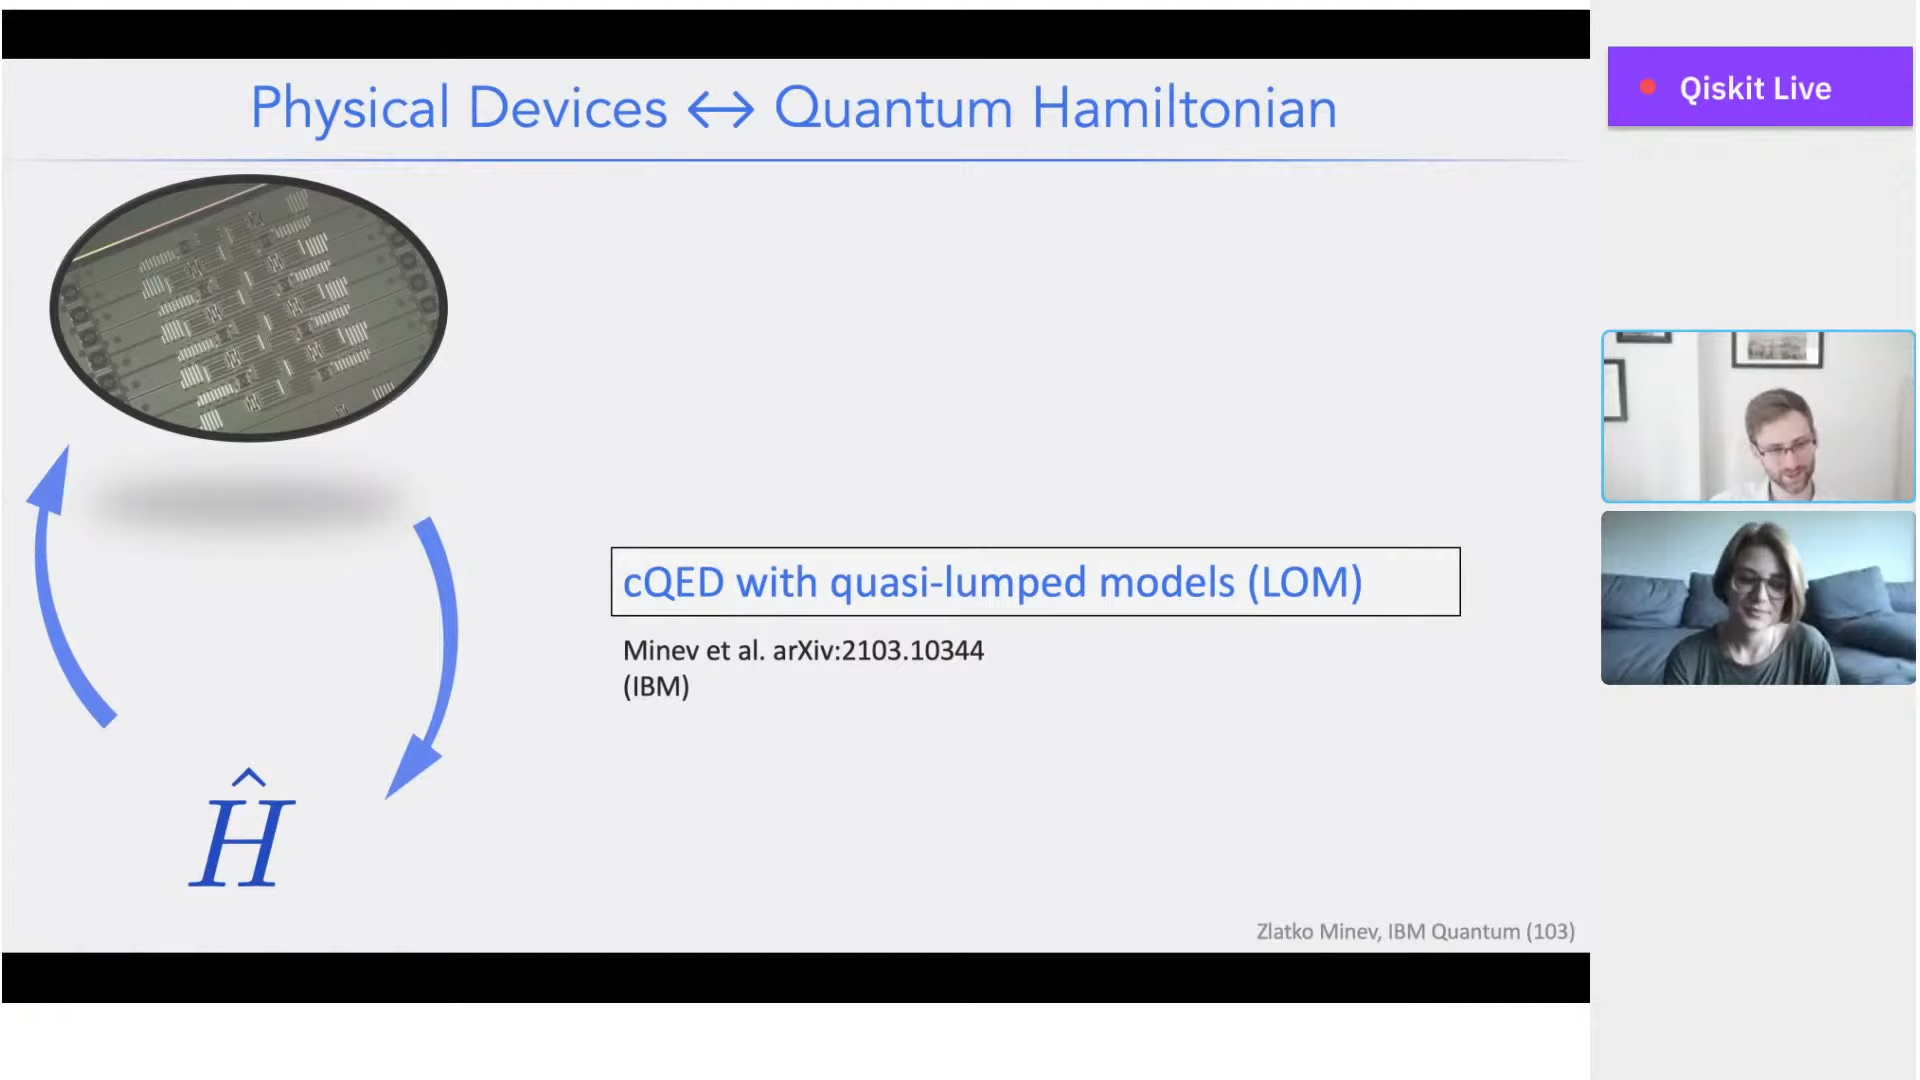 Physical Devices ↔ Quantum Hamiltonian
Qiskit Live
cQED with quasi-lumped models (LOM)
Minev et al. arXiv:2103.10344
(IBM)
Ĥ
Zlatko Minev, IBM Quantum (103)